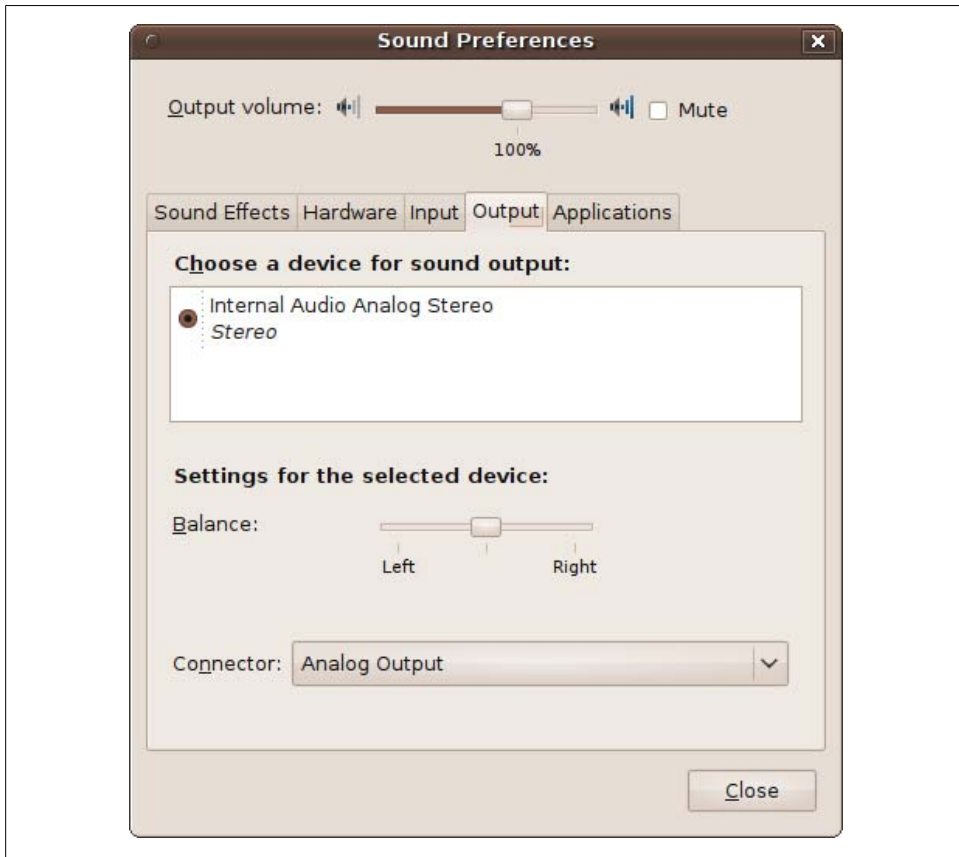 Sound Preferences
Output volume:
Mute
100%
Sound Effects
Hardware
Input
Output
Applications
Choose a device for sound output:
Internal Audio Analog Stereo
Stereo
Settings for the selected device:
Balance:
Left
Right
Connector:
Analog Output
Close